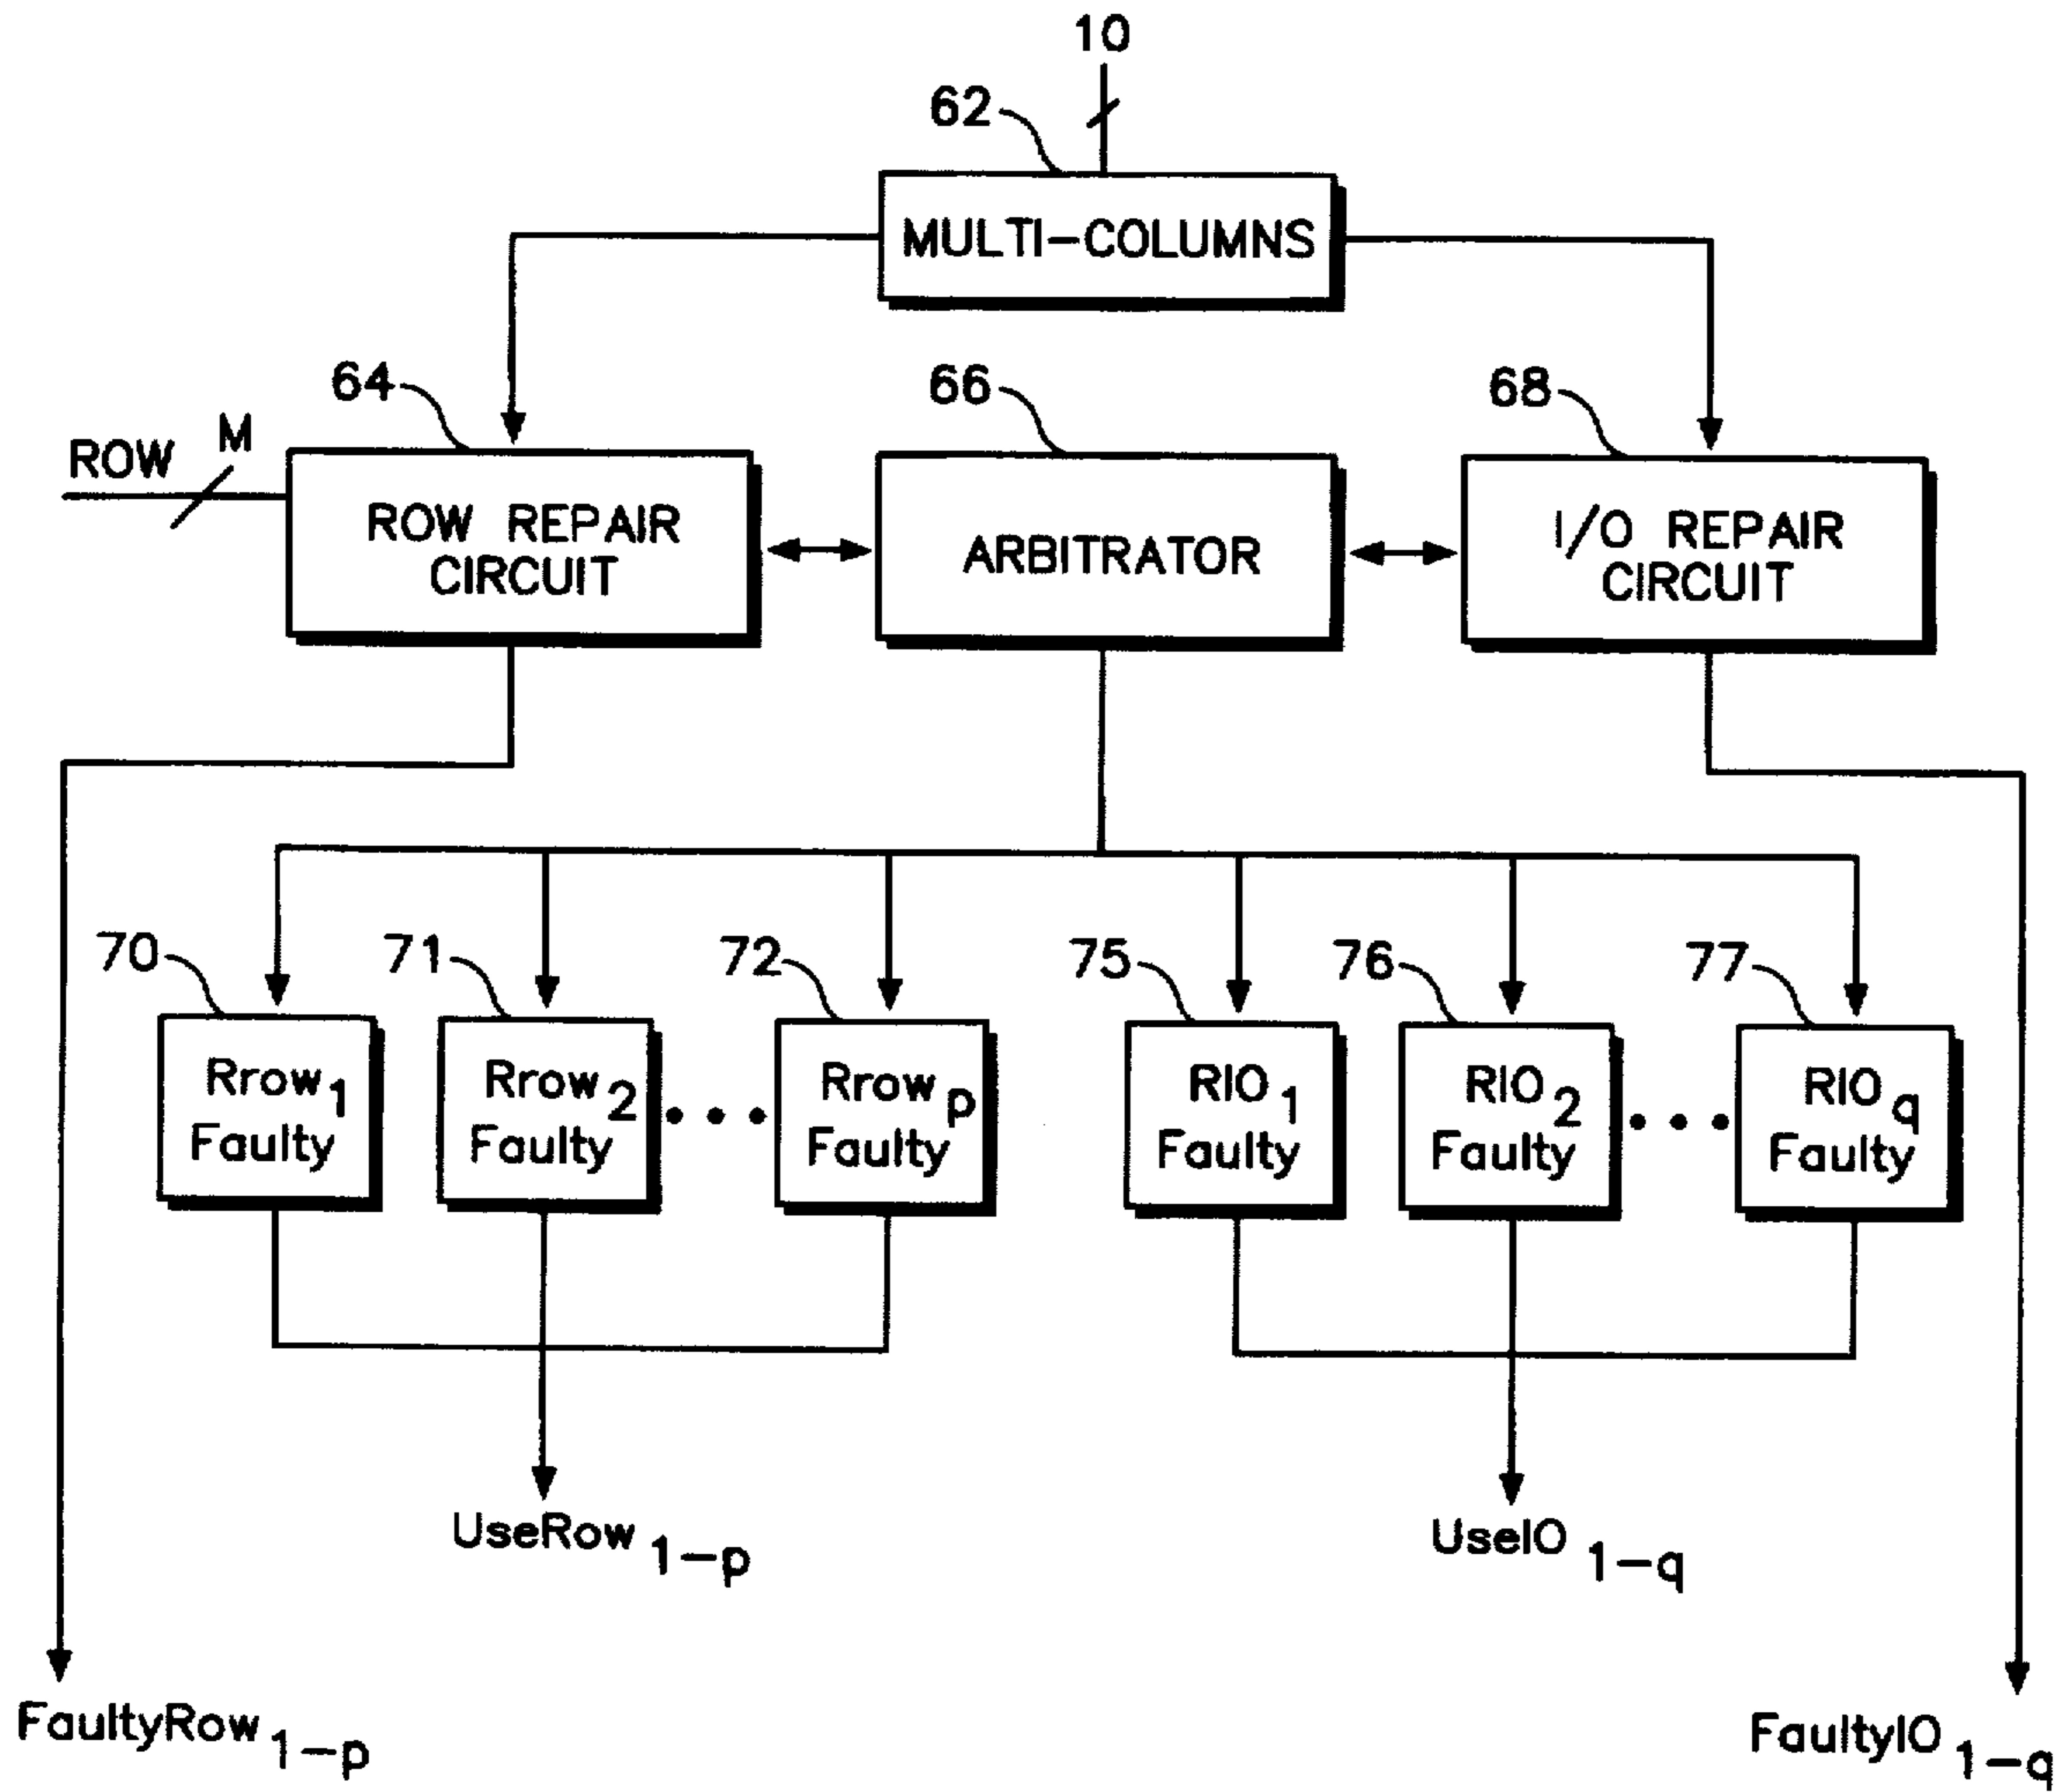 10
62
MULTI-COLUMNS
64
66
68
ROW M
ROW REPAIR
CIRCUIT
ARBITRATOR
I/O REPAIR
CIRCUIT
70
71
72
75
76
77
Rrow1
Faulty
Rrow2
Faulty
• • •
Rrowp
Faulty
RIO1
Faulty
RIO2
Faulty
• • •
RIOq
Faulty
UseRow1-p
UseIO1-q
FaultyRow1-p
FaultyIO1-q